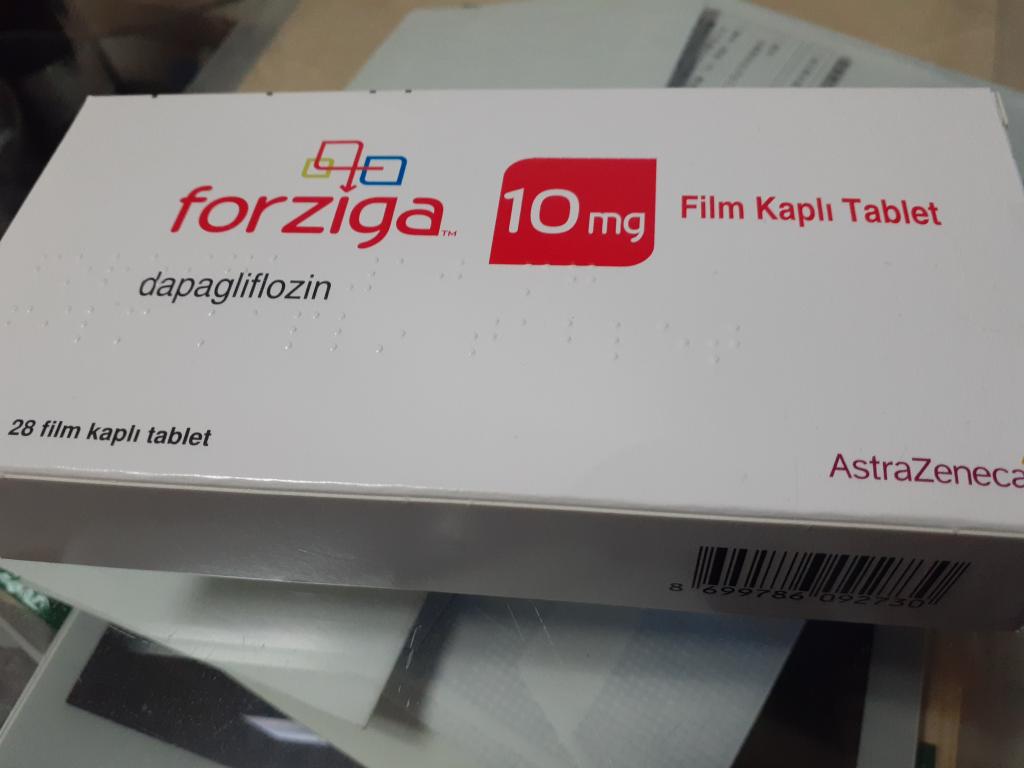 forziga™
10 mg
Film Kaplı Tablet
dapagliflozin
28 film kaplı tablet
AstraZeneca
8 699786 092730